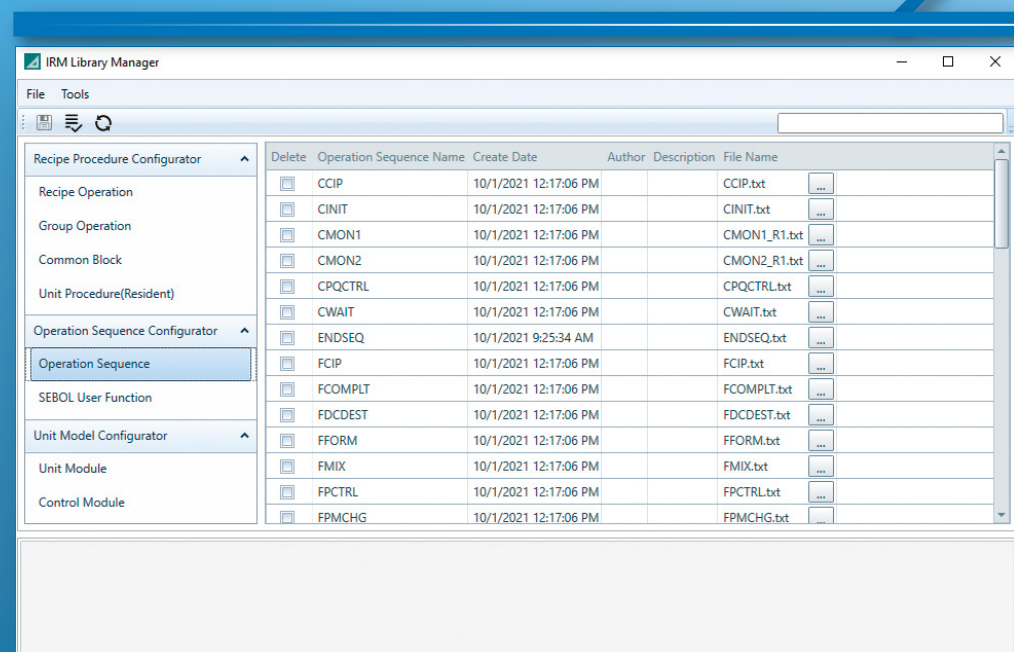 IRM Library Manager
File Tools
Recipe Procedure Configurator
Recipe Operation
Group Operation
Common Block
Unit Procedure(Resident)
Operation Sequence Configurator
Operation Sequence
SEBOL User Function
Unit Model Configurator
Unit Module
Control Module
Delete Operation Sequence Name Create Date Author Description File Name
CCIP 10/1/2021 12:17:06 PM CCIP.txt ...
CINIT 10/1/2021 12:17:06 PM CINIT.txt ...
CMON1 10/1/2021 12:17:06 PM CMON1_R1.txt ...
CMON2 10/1/2021 12:17:06 PM CMON2_R1.txt ...
CPQCTRL 10/1/2021 12:17:06 PM CPQCTRL.txt ...
CWAIT 10/1/2021 12:17:06 PM CWAIT.txt ...
ENDSEQ 10/1/2021 9:25:34 AM ENDSEQ.txt ...
FCIP 10/1/2021 12:17:06 PM FCIP.txt ...
FCOMPLT 10/1/2021 12:17:06 PM FCOMPLT.txt ...
FDCDEST 10/1/2021 12:17:06 PM FDCDEST.txt ...
FFORM 10/1/2021 12:17:06 PM FFORM.txt ...
FMIX 10/1/2021 12:17:06 PM FMIX.txt ...
FPCTRL 10/1/2021 12:17:06 PM FPCTRL.txt ...
FPMCHG 10/1/2021 12:17:06 PM FPMCHG.txt ...